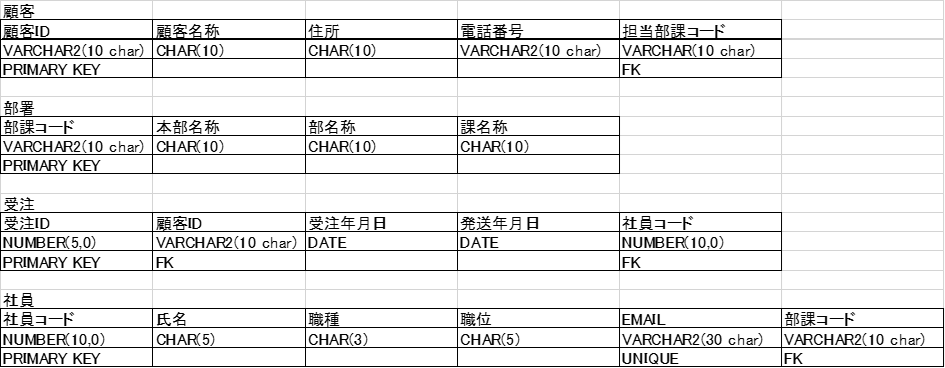 顧客
顧客ID 顧客名称 住所 電話番号 担当部課コード
VARCHAR2(10 char) CHAR(10) CHAR(10) VARCHAR2(10 char) VARCHAR(10 char)
PRIMARY KEY FK
部署
部課コード 本部名称 部名称 課名称
VARCHAR2(10 char) CHAR(10) CHAR(10) CHAR(10)
PRIMARY KEY
受注
受注ID 顧客ID 受注年月日 発送年月日 社員コード
NUMBER(5,0) VARCHAR2(10 char) DATE DATE NUMBER(10,0)
PRIMARY KEY FK FK
社員
社員コード 氏名 職種 職位 EMAIL 部課コード
NUMBER(10,0) CHAR(5) CHAR(3) CHAR(5) VARCHAR2(30 char) VARCHAR2(10 char)
PRIMARY KEY UNIQUE FK